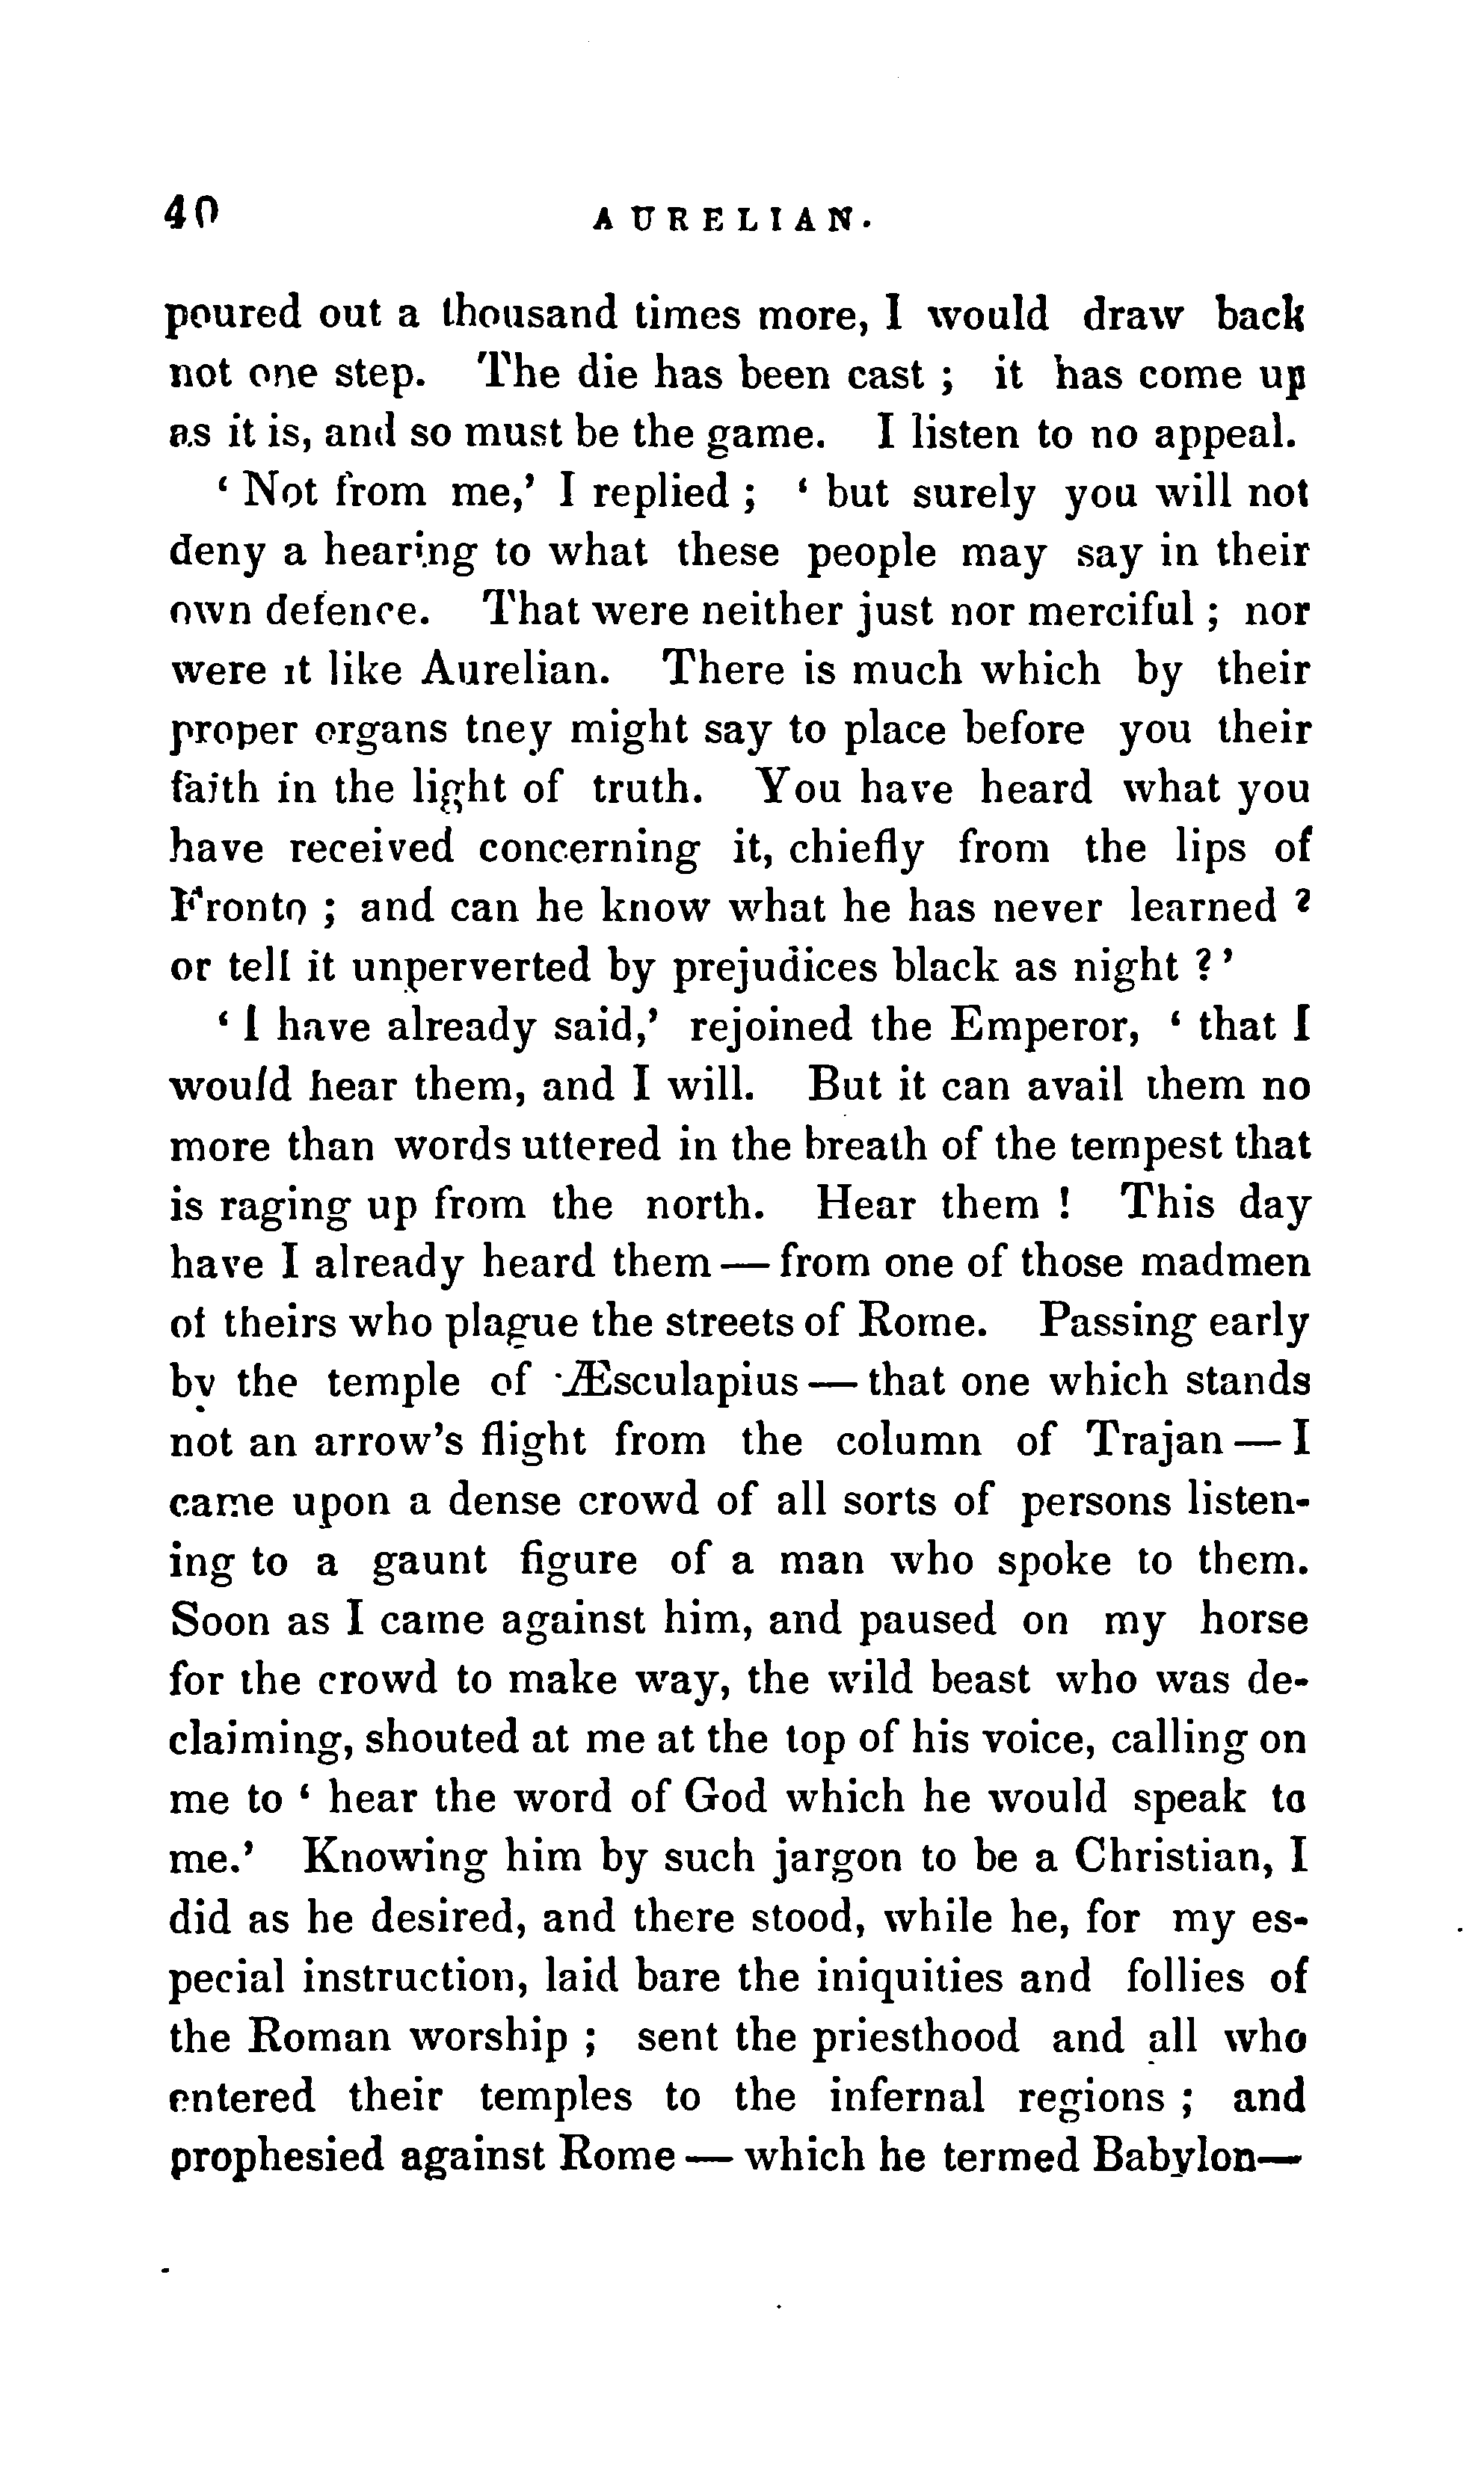 40 AURELIAN.
poured out a thousand times more, I would draw back
not one step. The die has been cast ; it has come up
as it is, and so must be the game. I listen to no appeal.
‘ Not from me,’ I replied ; ‘ but surely you will not
deny a hearing to what these people may say in their
own defence. That were neither just nor merciful ; nor
were it like Aurelian. There is much which by their
proper organs they might say to place before you their
faith in the light of truth. You have heard what you
have received concerning it, chiefly from the lips of
Fronto ; and can he know what he has never learned ?
or tell it unperverted by prejudices black as night ?’
‘ I have already said,’ rejoined the Emperor, ‘ that I
would hear them, and I will. But it can avail them no
more than words uttered in the breath of the tempest that
is raging up from the north. Hear them ! This day
have I already heard them — from one of those madmen
of theirs who plague the streets of Rome. Passing early
by the temple of Æsculapius — that one which stands
not an arrow’s flight from the column of Trajan — I
came upon a dense crowd of all sorts of persons listen-
ing to a gaunt figure of a man who spoke to them.
Soon as I came against him, and paused on my horse
for the crowd to make way, the wild beast who was de-
claiming, shouted at me at the top of his voice, calling on
me to ‘ hear the word of God which he would speak to
me.’ Knowing him by such jargon to be a Christian, I
did as he desired, and there stood, while he, for my es-
pecial instruction, laid bare the iniquities and follies of
the Roman worship ; sent the priesthood and all who
entered their temples to the infernal regions ; and
prophesied against Rome — which he termed Babylon—